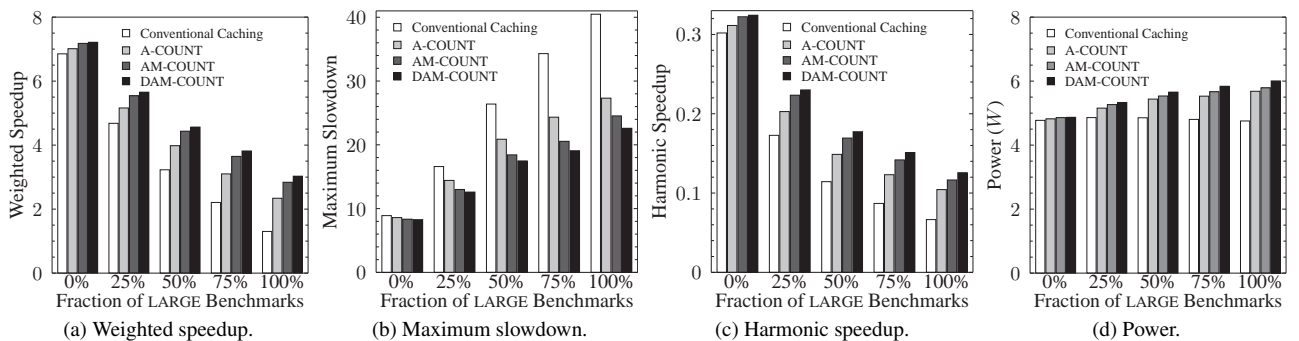 Weighted Speedup
8
6
4
2
0
Conventional Caching
A-COUNT
AM-COUNT
DAM-COUNT
0% 25% 50% 75% 100%
Fraction of LARGE Benchmarks
(a) Weighted speedup.
Maximum Slowdown
40
30
20
10
0
Conventional Caching
A-COUNT
AM-COUNT
DAM-COUNT
0% 25% 50% 75% 100%
Fraction of LARGE Benchmarks
(b) Maximum slowdown.
Harmonic Speedup
0.3
0.2
0.1
0
Conventional Caching
A-COUNT
AM-COUNT
DAM-COUNT
0% 25% 50% 75% 100%
Fraction of LARGE Benchmarks
(c) Harmonic speedup.
Power (W)
8
6
4
2
0
Conventional Caching
A-COUNT
AM-COUNT
DAM-COUNT
0% 25% 50% 75% 100%
Fraction of LARGE Benchmarks
(d) Power.